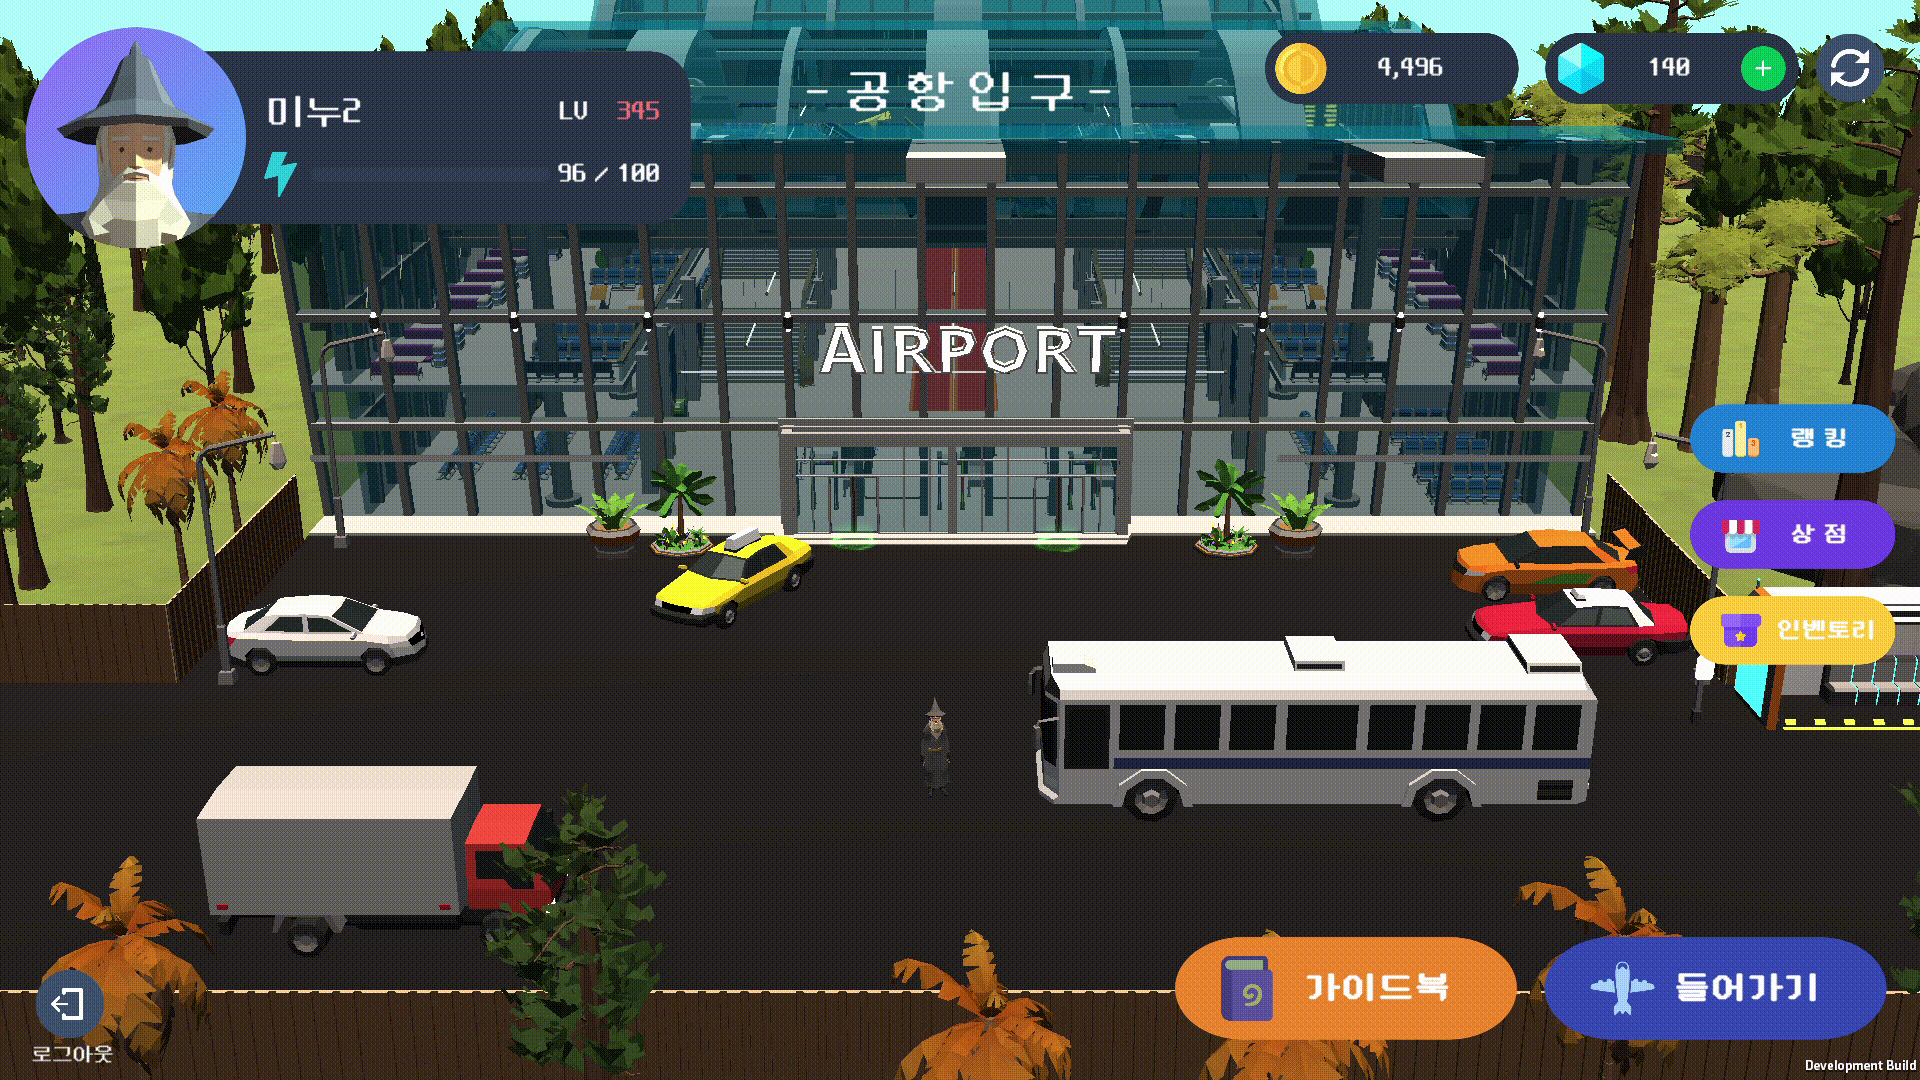 미누2
LV 345
96 / 100
- 공항입구 -
4,496
140
AIRPORT
랭킹
상점
인벤토리
가이드북
들어가기
로그아웃
Development Build